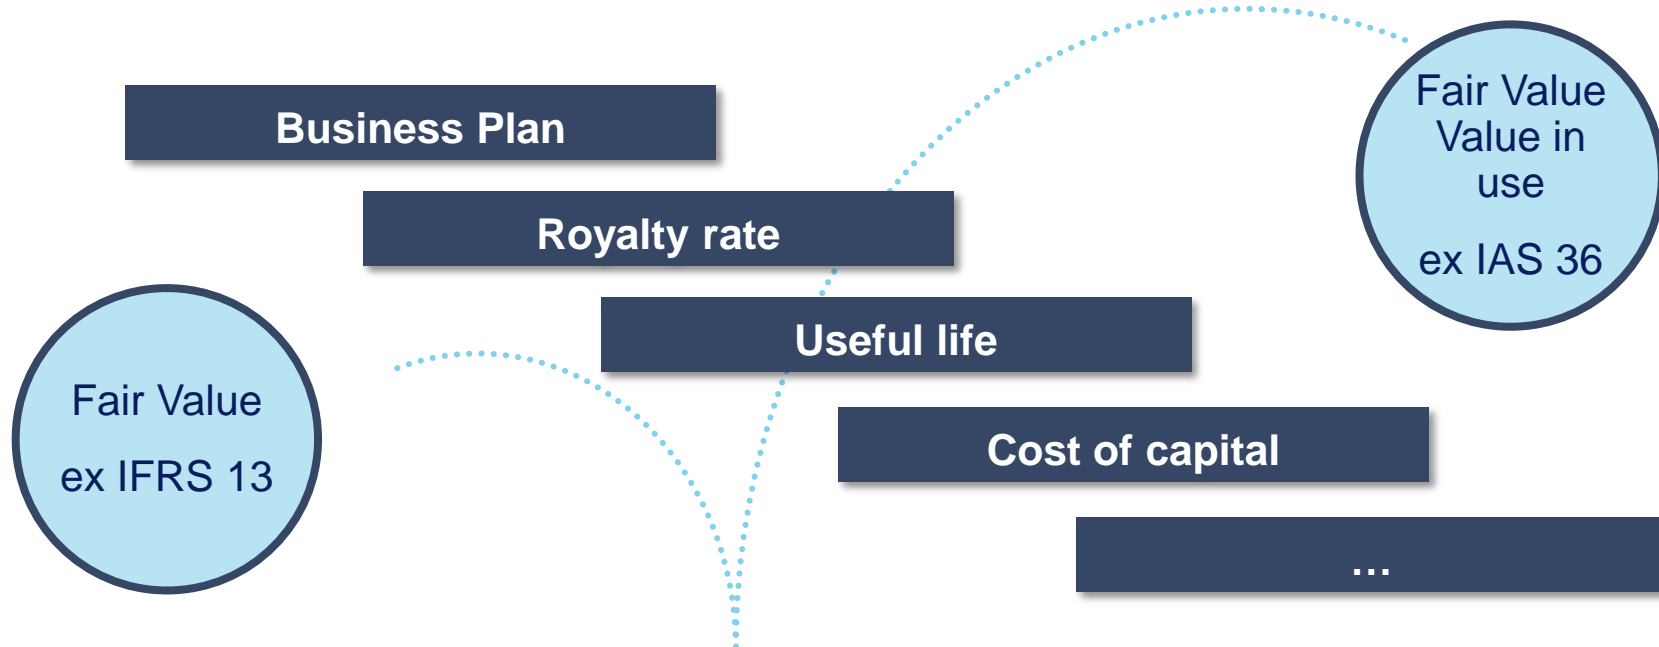 Business Plan
Royalty rate
Useful life
Cost of capital
...
Fair Value
ex IFRS 13
Fair Value
Value in
use
ex IAS 36